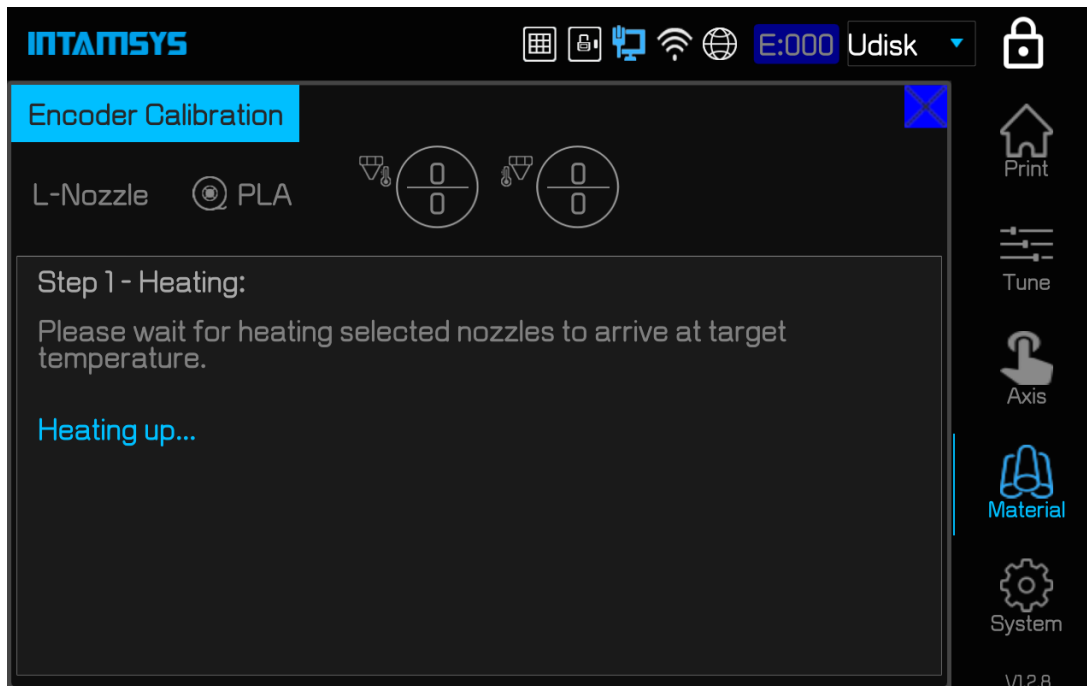 INTAMSYS
E:000 Udisk
Encoder Calibration
L-Nozzle PLA
0 0
0 0
Print
Step 1 - Heating:
Please wait for heating selected nozzles to arrive at target
temperature.
Heating up...
Tune
Axis
Material
System
V1.2.8